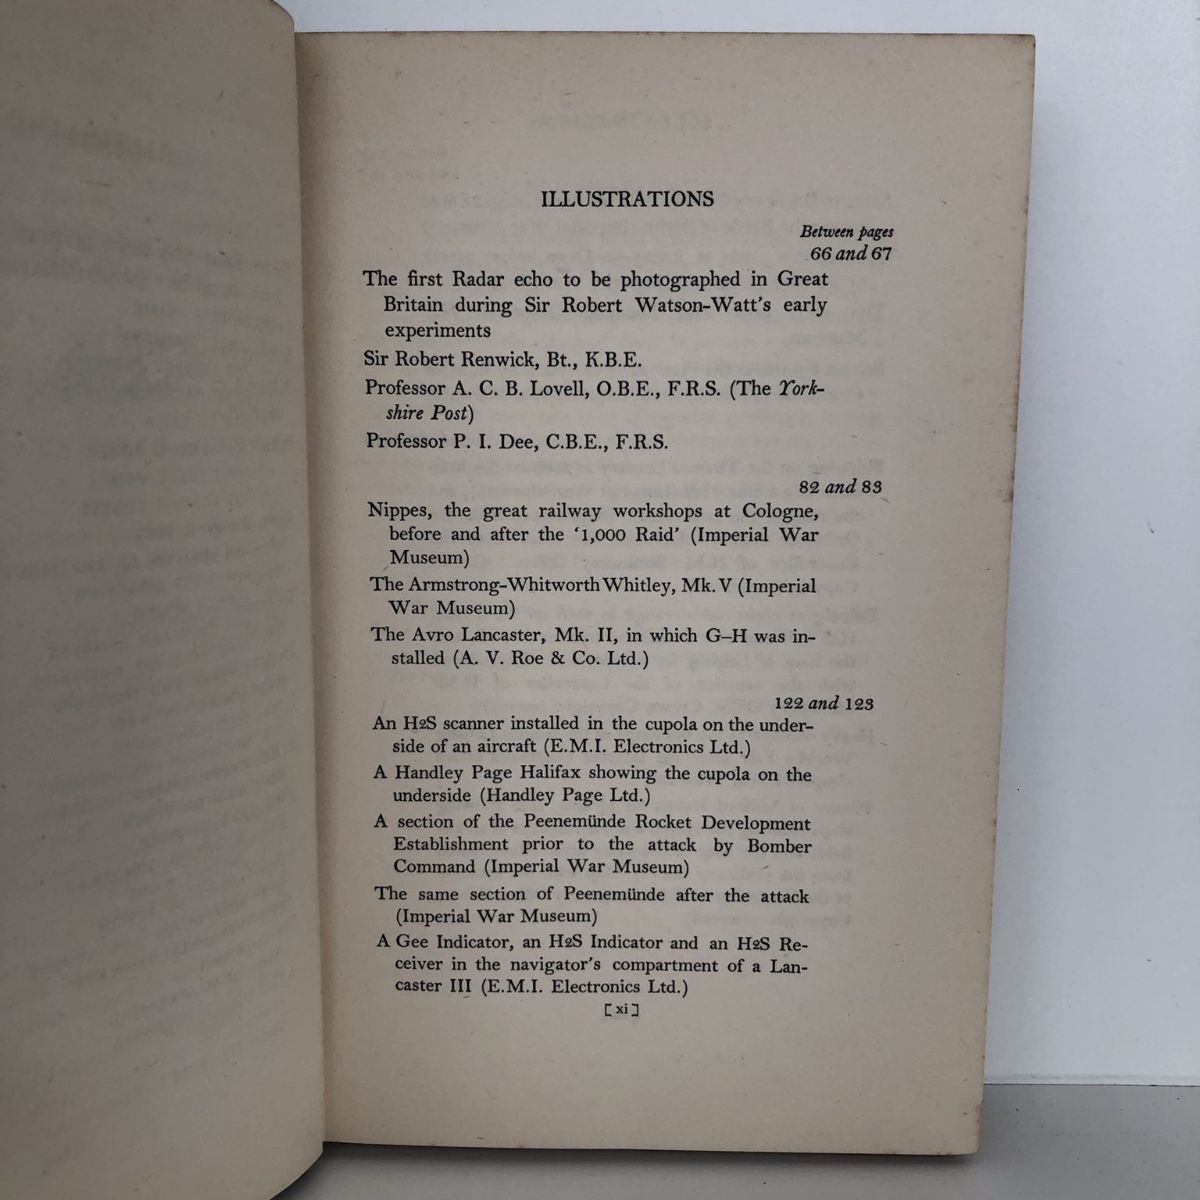 ILLUSTRATIONS
Between pages
66 and 67
The first Radar echo to be photographed in Great
Britain during Sir Robert Watson-Watt's early
experiments
Sir Robert Renwick, Bt., K.B.E.
Professor A. C. B. Lovell, O.B.E., F.R.S. (The York-
shire Post)
Professor P. I. Dee, C.B.E., F.R.S.
82 and 83
Nippes, the great railway workshops at Cologne,
before and after the ‘1,000 Raid’ (Imperial War
Museum)
The Armstrong-Whitworth Whitley, Mk. V (Imperial
War Museum)
The Avro Lancaster, Mk. II, in which G–H was in-
stalled (A. V. Roe & Co. Ltd.)
122 and 123
An H2S scanner installed in the cupola on the under-
side of an aircraft (E.M.I. Electronics Ltd.)
A Handley Page Halifax showing the cupola on the
underside (Handley Page Ltd.)
A section of the Peenemünde Rocket Development
Establishment prior to the attack by Bomber
Command (Imperial War Museum)
The same section of Peenemünde after the attack
(Imperial War Museum)
A Gee Indicator, an H2S Indicator and an H2S Re-
ceiver in the navigator's compartment of a Lan-
caster III (E.M.I. Electronics Ltd.)
[ xi ]